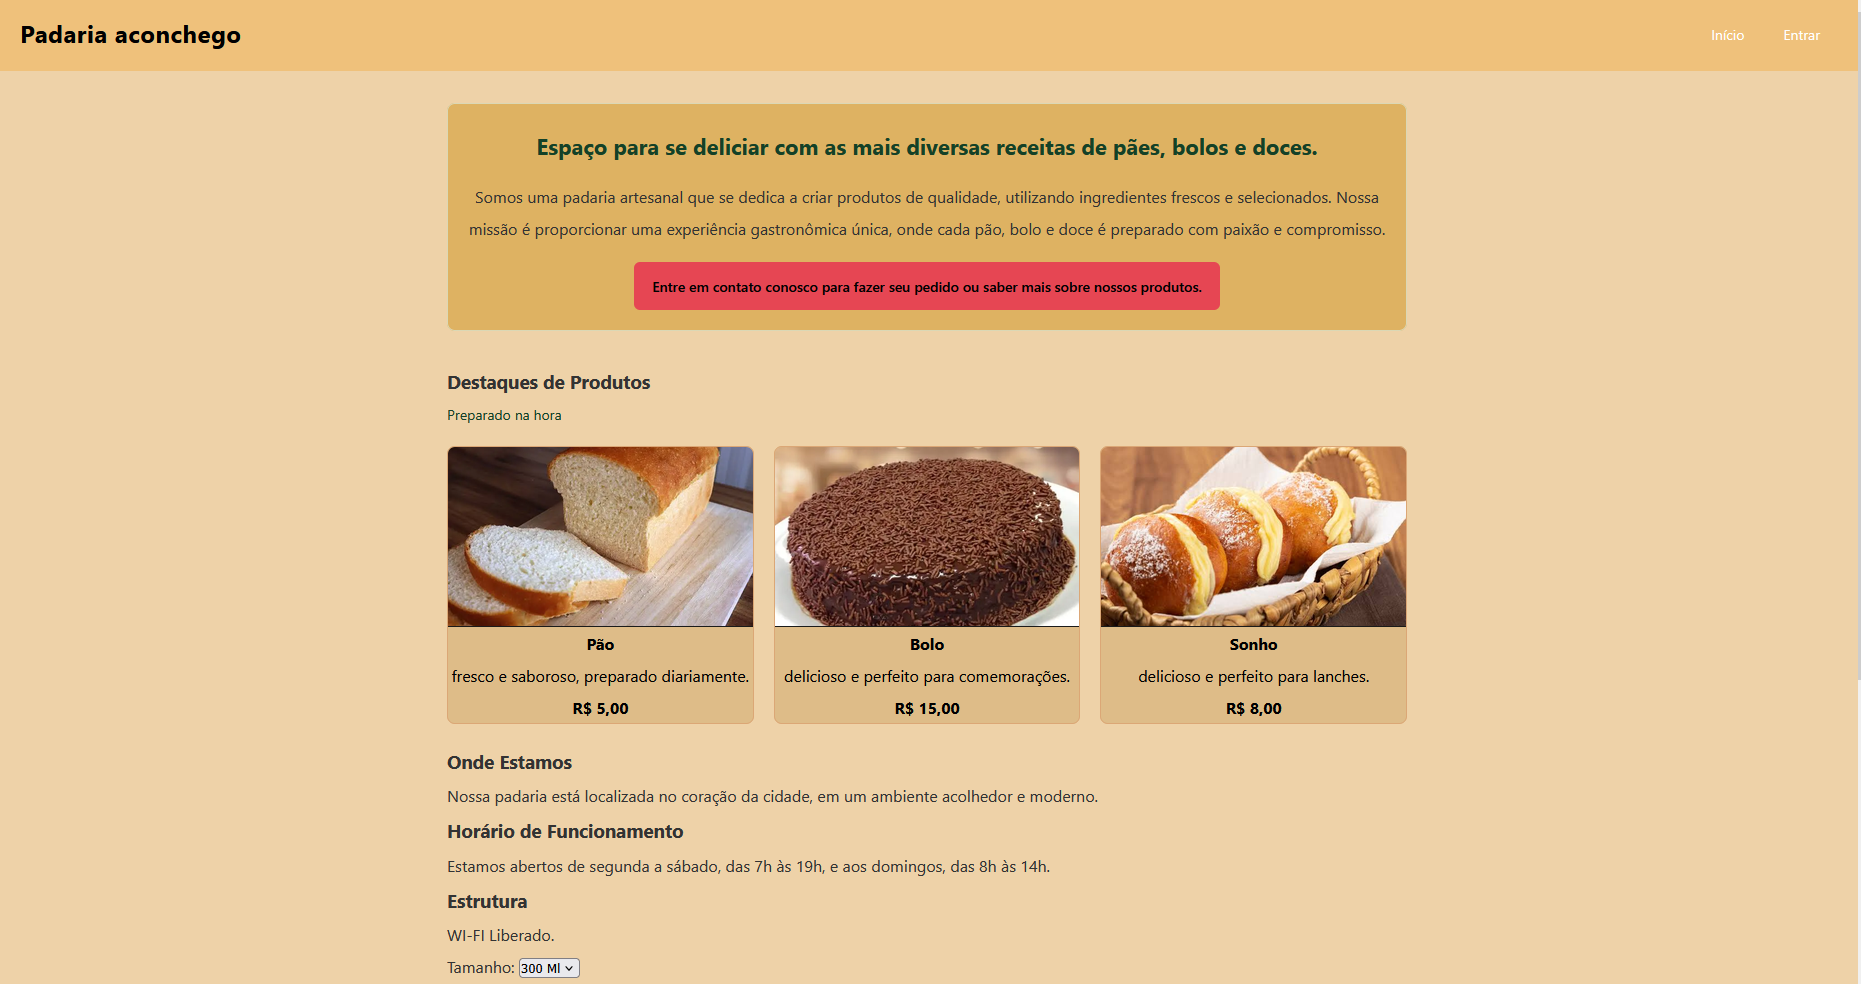 Padaria aconchego
Início
Entrar
Espaço para se deliciar com as mais diversas receitas de pães, bolos e doces.
Somos uma padaria artesanal que se dedica a criar produtos de qualidade, utilizando ingredientes frescos e selecionados. Nossa
missão é proporcionar uma experiência gastronômica única, onde cada pão, bolo e doce é preparado com paixão e compromisso.
Entre em contato conosco para fazer seu pedido ou saber mais sobre nossos produtos.
Destaques de Produtos
Preparado na hora
Pão
fresco e saboroso, preparado diariamente.
R$ 5,00
Bolo
delicioso e perfeito para comemorações.
R$ 15,00
Sonho
delicioso e perfeito para lanches.
R$ 8,00
Onde Estamos
Nossa padaria está localizada no coração da cidade, em um ambiente acolhedor e moderno.
Horário de Funcionamento
Estamos abertos de segunda a sábado, das 7h às 19h, e aos domingos, das 8h às 14h.
Estrutura
WI-FI Liberado.
Tamanho: 300 Ml